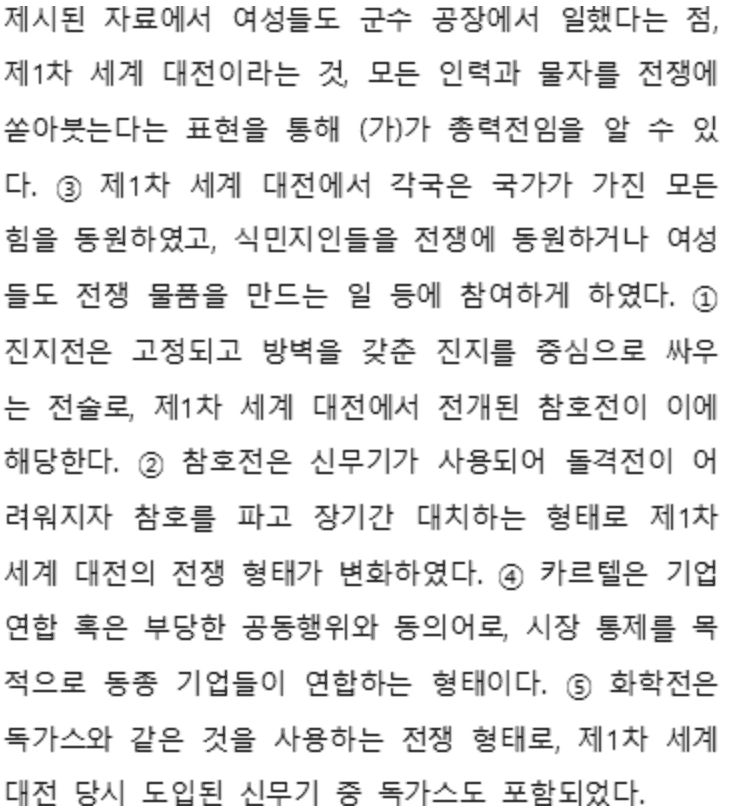 제시된 자료에서 여성들도 군수 공장에서 일했다는 점,
제1차 세계 대전이라는 것, 모든 인력과 물자를 전쟁에
쏟아붓는다는 표현을 통해 (가)가 총력전임을 알 수 있
다. ③ 제1차 세계 대전에서 각국은 국가가 가진 모든
힘을 동원하였고, 식민지인들을 전쟁에 동원하거나 여성
들도 전쟁 물품을 만드는 일 등에 참여하게 하였다. ①
진지전은 고정되고 방벽을 갖춘 진지를 중심으로 싸우
는 전술로, 제1차 세계 대전에서 전개된 참호전이 이에
해당한다. ② 참호전은 신무기가 사용되어 돌격전이 어
려워지자 참호를 파고 장기간 대치하는 형태로 제1차
세계 대전의 전쟁 형태가 변화하였다. ④ 카르텔은 기업
연합 혹은 부당한 공동행위와 동의어로, 시장 통제를 목
적으로 동종 기업들이 연합하는 형태이다. ⑤ 화학전은
독가스와 같은 것을 사용하는 전쟁 형태로, 제1차 세계
대전 당시 도입된 신무기 중 독가스도 포함되었다.